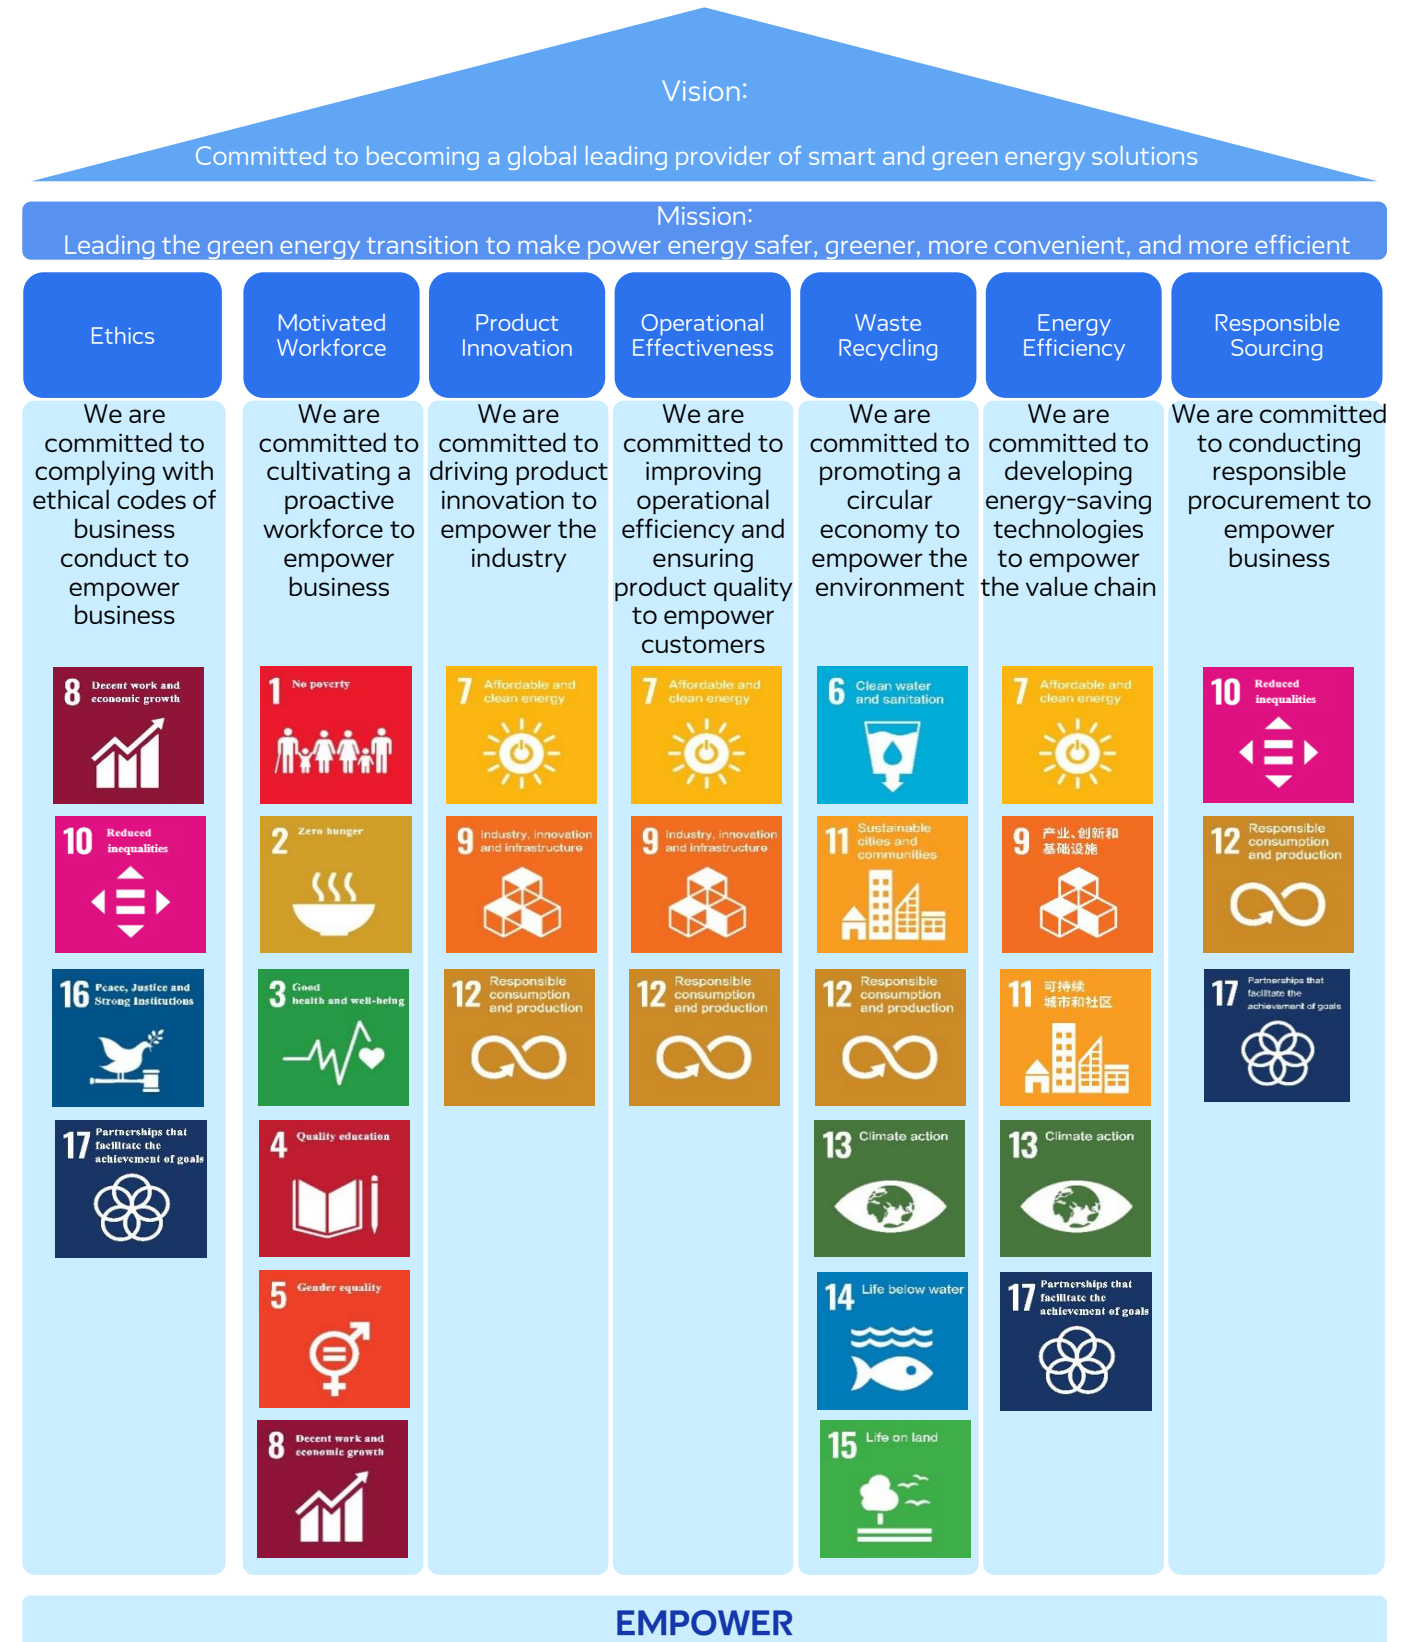 Vision:
Committed to becoming a global leading provider of smart and green energy solutions
Mission:
Leading the green energy transition to make power energy safer, greener, more convenient, and more efficient
Ethics
We are
committed to
complying with
ethical codes of
business
conduct to
empower
business
8 Decent work and
economic growth
10 Reduced
inequalities
16 Peace, Justice and
Strong Institutions
17 Partnerships that
facilitate the
achievement of goals
Motivated
Workforce
We are
committed to
cultivating a
proactive
workforce to
empower
business
1 No poverty
2 Zero hunger
3 Good
health and well-being
4 Quality education
5 Gender equality
8 Decent work and
economic growth
Product
Innovation
We are
committed to
driving product
innovation to
empower the
industry
7 Affordable and
clean energy
9 Industry, innovation
and infrastructure
12 Responsible
consumption
and production
Operational
Effectiveness
We are
committed to
improving
operational
efficiency and
ensuring
product quality
to empower
customers
7 Affordable and
clean energy
9 Industry, innovation
and infrastructure
12 Responsible
consumption
and production
Waste
Recycling
We are
committed to
promoting a
circular
economy to
empower the
environment
6 Clean water
and sanitation
11 Sustainable
cities and
communities
12 Responsible
consumption
and production
13 Climate action
14 Life below water
15 Life on land
Energy
Efficiency
We are
committed to
developing
energy-saving
technologies
to empower
the value chain
7 Affordable and
clean energy
9 产业、创新和
基础设施
11 可持续
城市和社区
13 Climate action
17 Partnerships that
facilitate the
achievement of goals
Responsible
Sourcing
We are committed
to conducting
responsible
procurement to
empower
business
10 Reduced
inequalities
12 Responsible
consumption
and production
17 Partnerships that
facilitate the
achievement of goals
EMPOWER